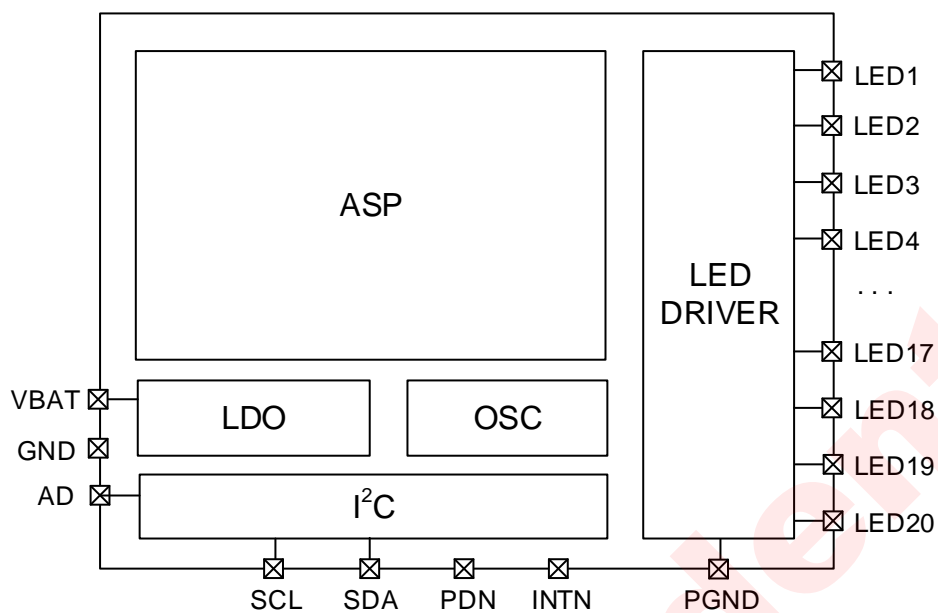 ASP
LED
DRIVER
LED1
LED2
LED3
LED4
. . .
LED17
LED18
LED19
LED20
VBAT
GND
AD
LDO
OSC
I²C
SCL
SDA
PDN
INTN
PGND